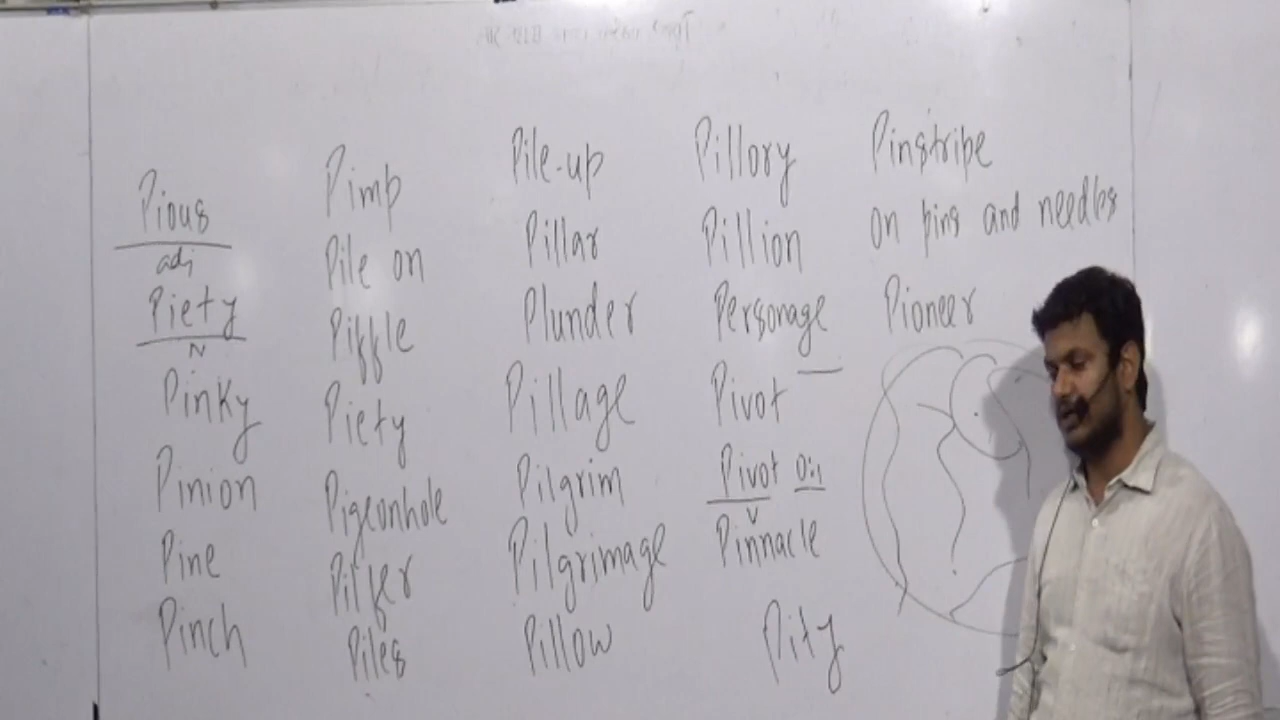 Pious
adj
Piety
N
Pinky
Pinion
Pine
Pinch
Pimp
Pile on
Piffle
Piety
Pigeonhole
Pilfer
Piles
Pile-up
Pillar
Plunder
Pillage
Pilgrim
Pilgrimage
Pillow
Pillory
Pillion
Personage
Pivot
Pivot on
V
Pinnacle
Pity
Pinstripe
on pins and needles
Pioneer